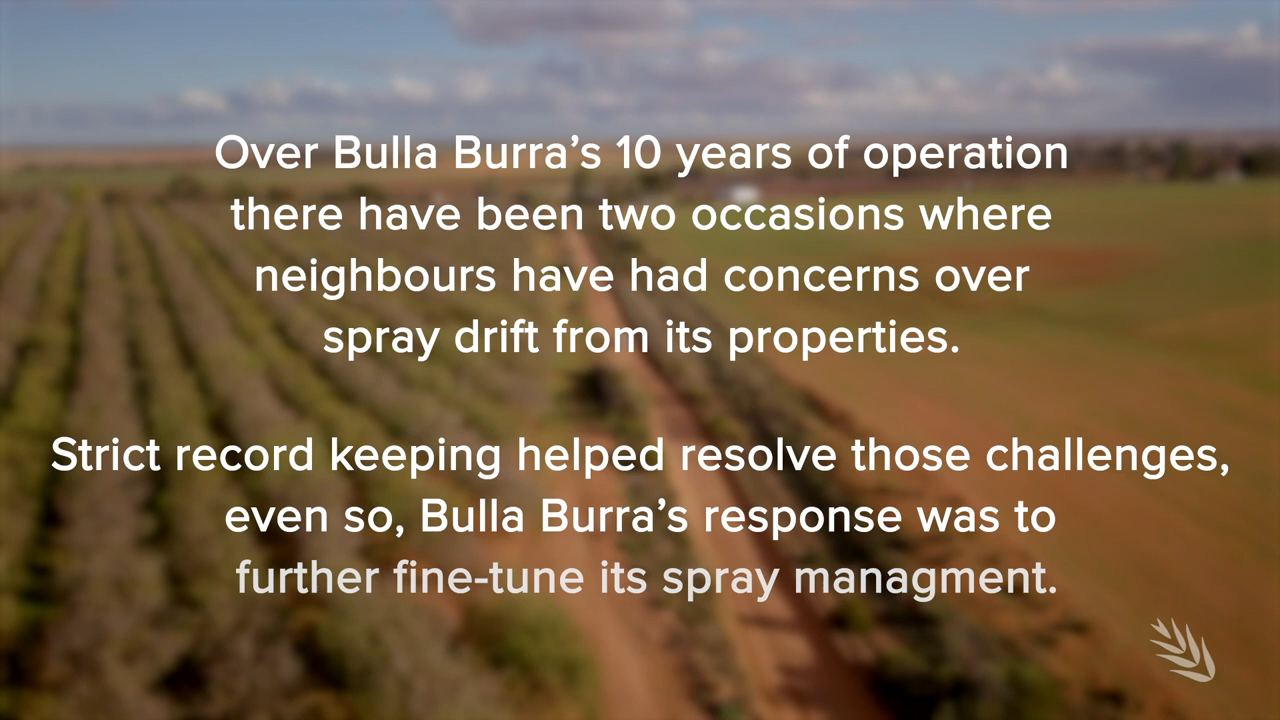 Over Bulla Burra’s 10 years of operation
there have been two occasions where
neighbours have had concerns over
spray drift from its properties.
Strict record keeping helped resolve those challenges,
even so, Bulla Burra’s response was to
further fine-tune its spray managment.